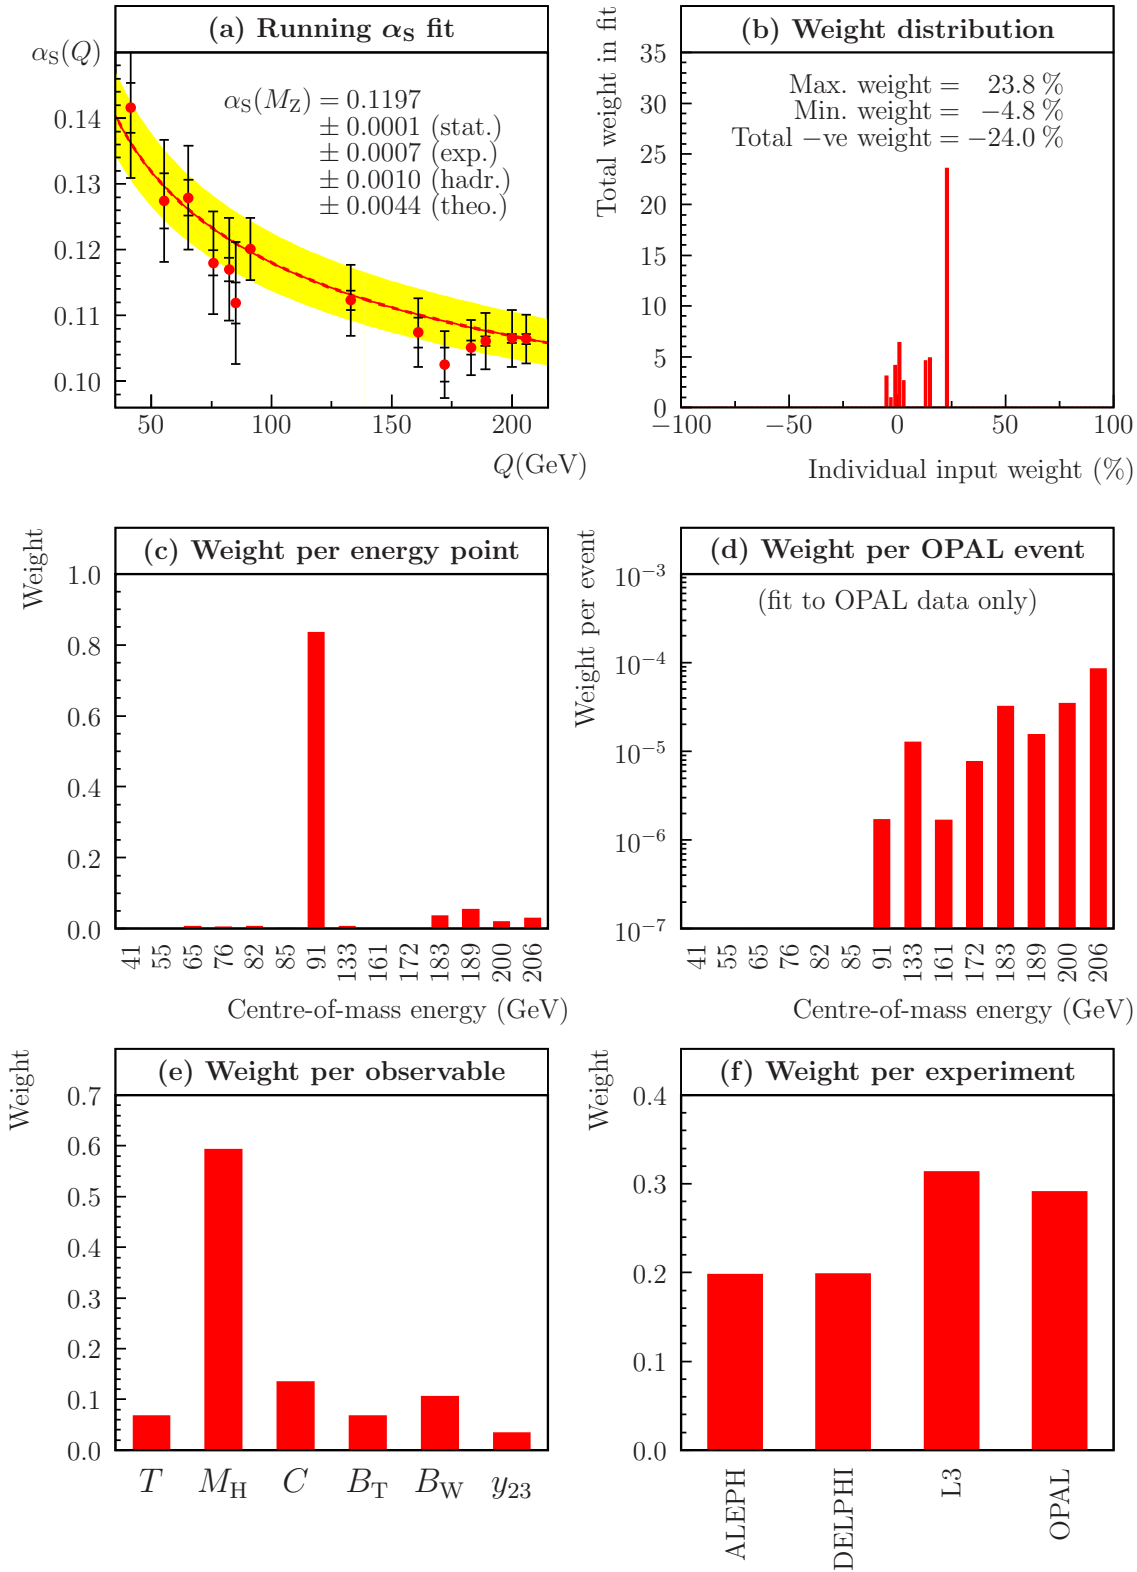 (a) Running αS fit
αS(Q)
αS(MZ) = 0.1197
± 0.0001 (stat.)
± 0.0007 (exp.)
± 0.0010 (hadr.)
± 0.0044 (theo.)
0.14
0.13
0.12
0.11
0.10
50 100 150 200
Q(GeV)
(b) Weight distribution
Total weight in fit
Max. weight = 23.8 %
Min. weight = −4.8 %
Total −ve weight = −24.0 %
35
30
25
20
15
10
5
0
−100 −50 0 50 100
Individual input weight (%)
(c) Weight per energy point
Weight
1.0
0.8
0.6
0.4
0.2
0.0
41 55 65 76 82 85 91 133 161 172 183 189 200 206
Centre-of-mass energy (GeV)
(d) Weight per OPAL event
Weight per event
(fit to OPAL data only)
10−3
10−4
10−5
10−6
10−7
41 55 65 76 82 85 91 133 161 172 183 189 200 206
Centre-of-mass energy (GeV)
(e) Weight per observable
Weight
0.7
0.6
0.5
0.4
0.3
0.2
0.1
0.0
T MH C BT BW y23
(f) Weight per experiment
Weight
0.4
0.3
0.2
0.1
0.0
ALEPH DELPHI L3 OPAL